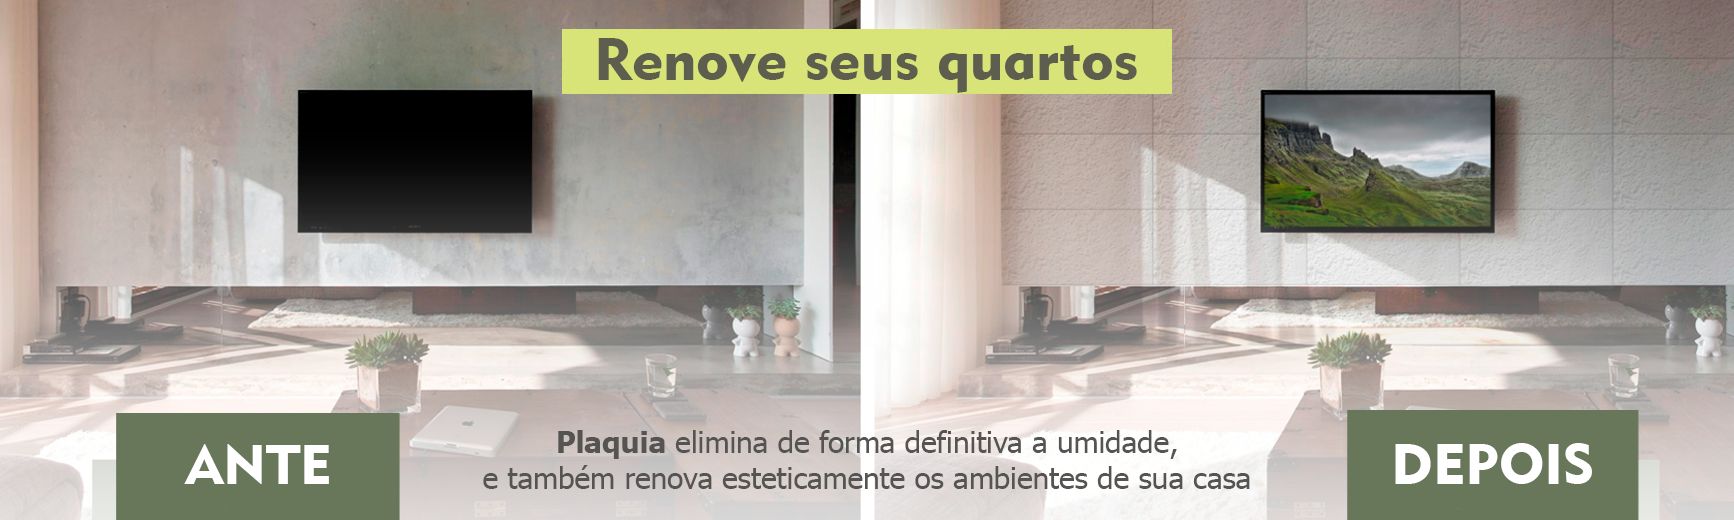 Renove seus quartos
ANTE
Plaquia elimina de forma definitiva a umidade,
e também renova esteticamente os ambientes de sua casa
DEPOIS